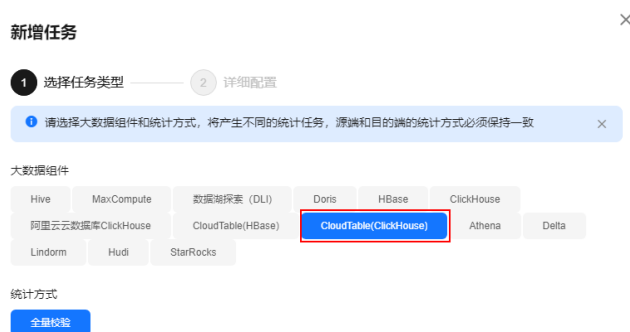 新增任务
1 选择任务类型 2 详细配置
请选择大数据组件和统计方式，将产生不同的统计任务，源端和目的端的统计方式必须保持一致
大数据组件
Hive MaxCompute 数据湖探索（DLI） Doris HBase ClickHouse
阿里云云数据库ClickHouse CloudTable(HBase) CloudTable(ClickHouse) Athena Delta
Lindorm Hudi StarRocks
统计方式
全量校验